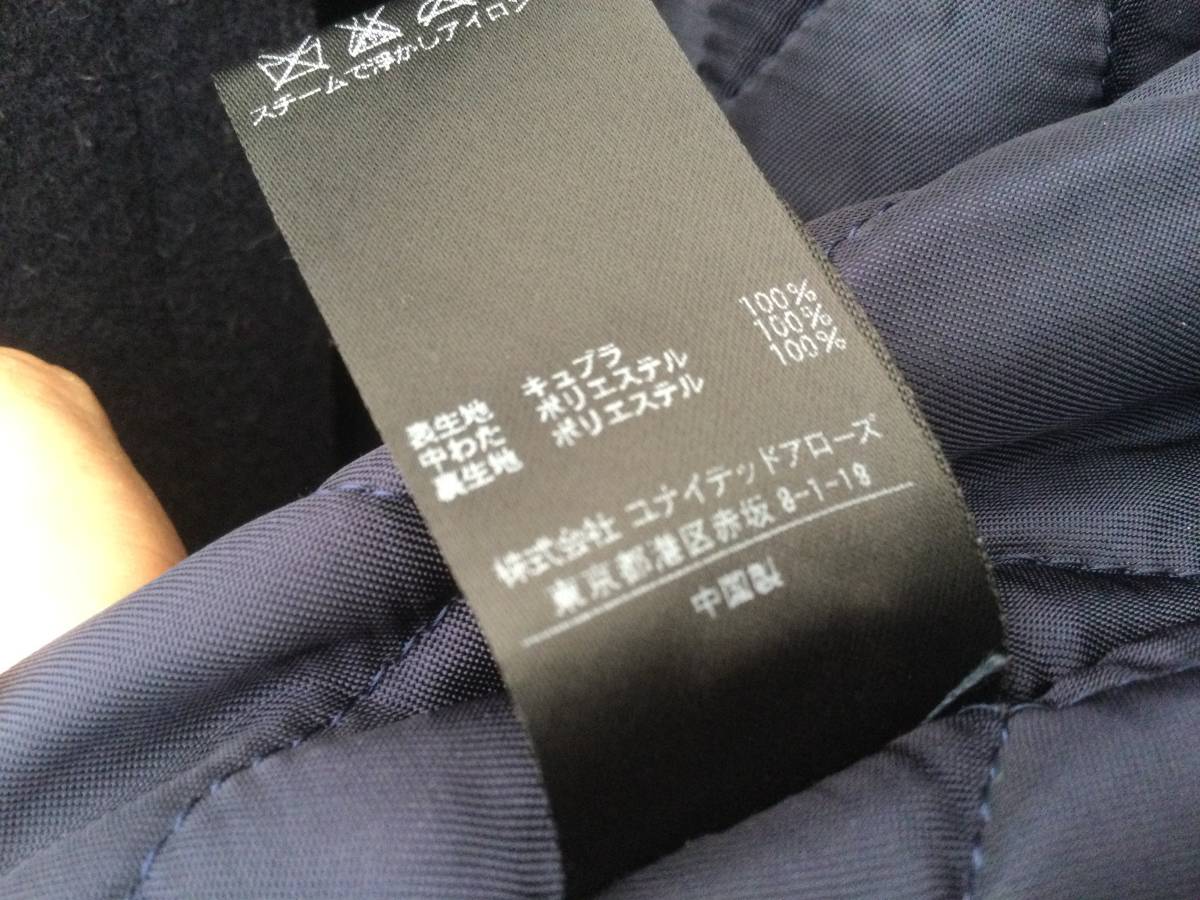 スチームで浮かしアイロン
表生地 キュプラ 100%
中わた ポリエステル 100%
裏生地 ポリエステル 100%
株式会社 ユナイテッドアローズ
東京都港区赤坂 8-1-19
中国製